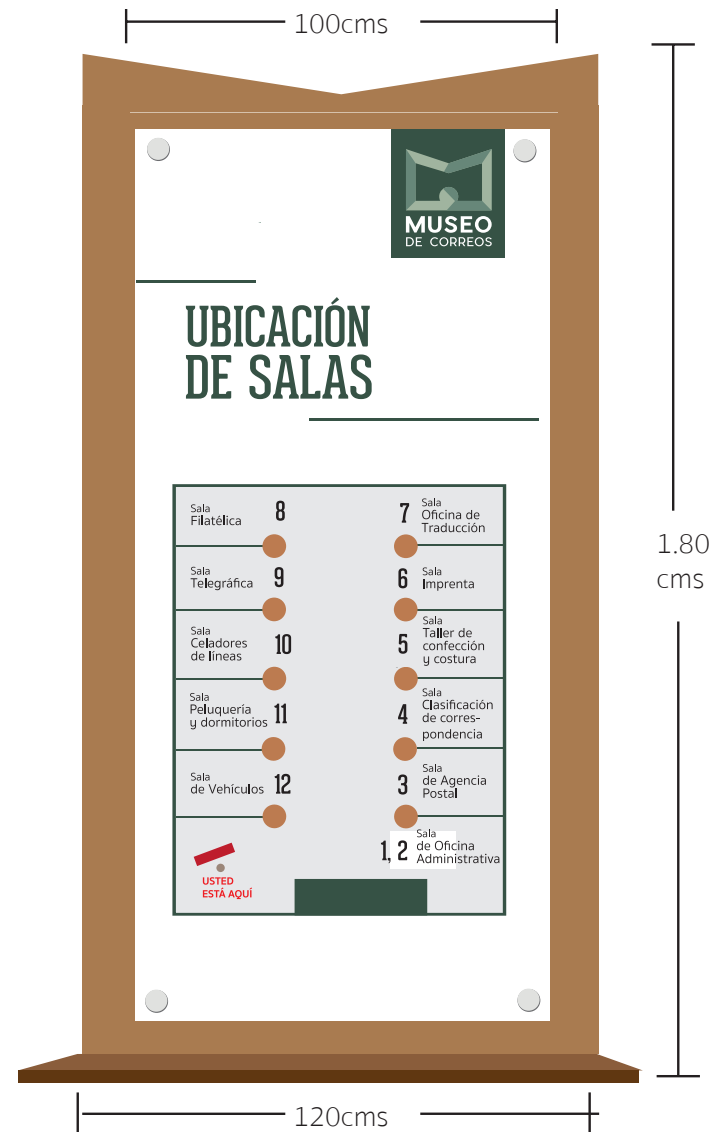 100cms
MUSEO
DE CORREOS
UBICACIÓN
DE SALAS
Sala
Filatélica
8
7
Sala
Oficina de
Traducción
Sala
Telegráfica
9
6
Sala
Imprenta
Sala
Celadores
de líneas
10
5
Sala
Taller de
confección
y costura
Sala
Peluquería
y dormitorios
11
4
Sala
Clasificación
de corres-
pondencia
Sala
de Vehículos
12
3
Sala
de Agencia
Postal
1, 2
Sala
de Oficina
Administrativa
USTED
ESTÁ AQUÍ
1.80
cms
120cms